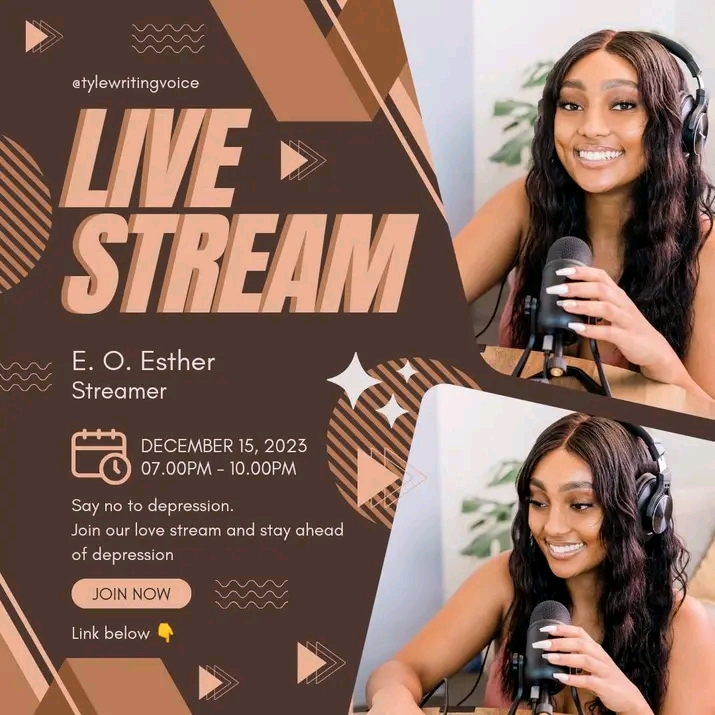 @tylewritingvoice
LIVE
STREAM
E. O. Esther
Streamer
DECEMBER 15, 2023
07.00PM - 10.00PM
Say no to depression.
Join our love stream and stay ahead
of depression
JOIN NOW
Link below 👇